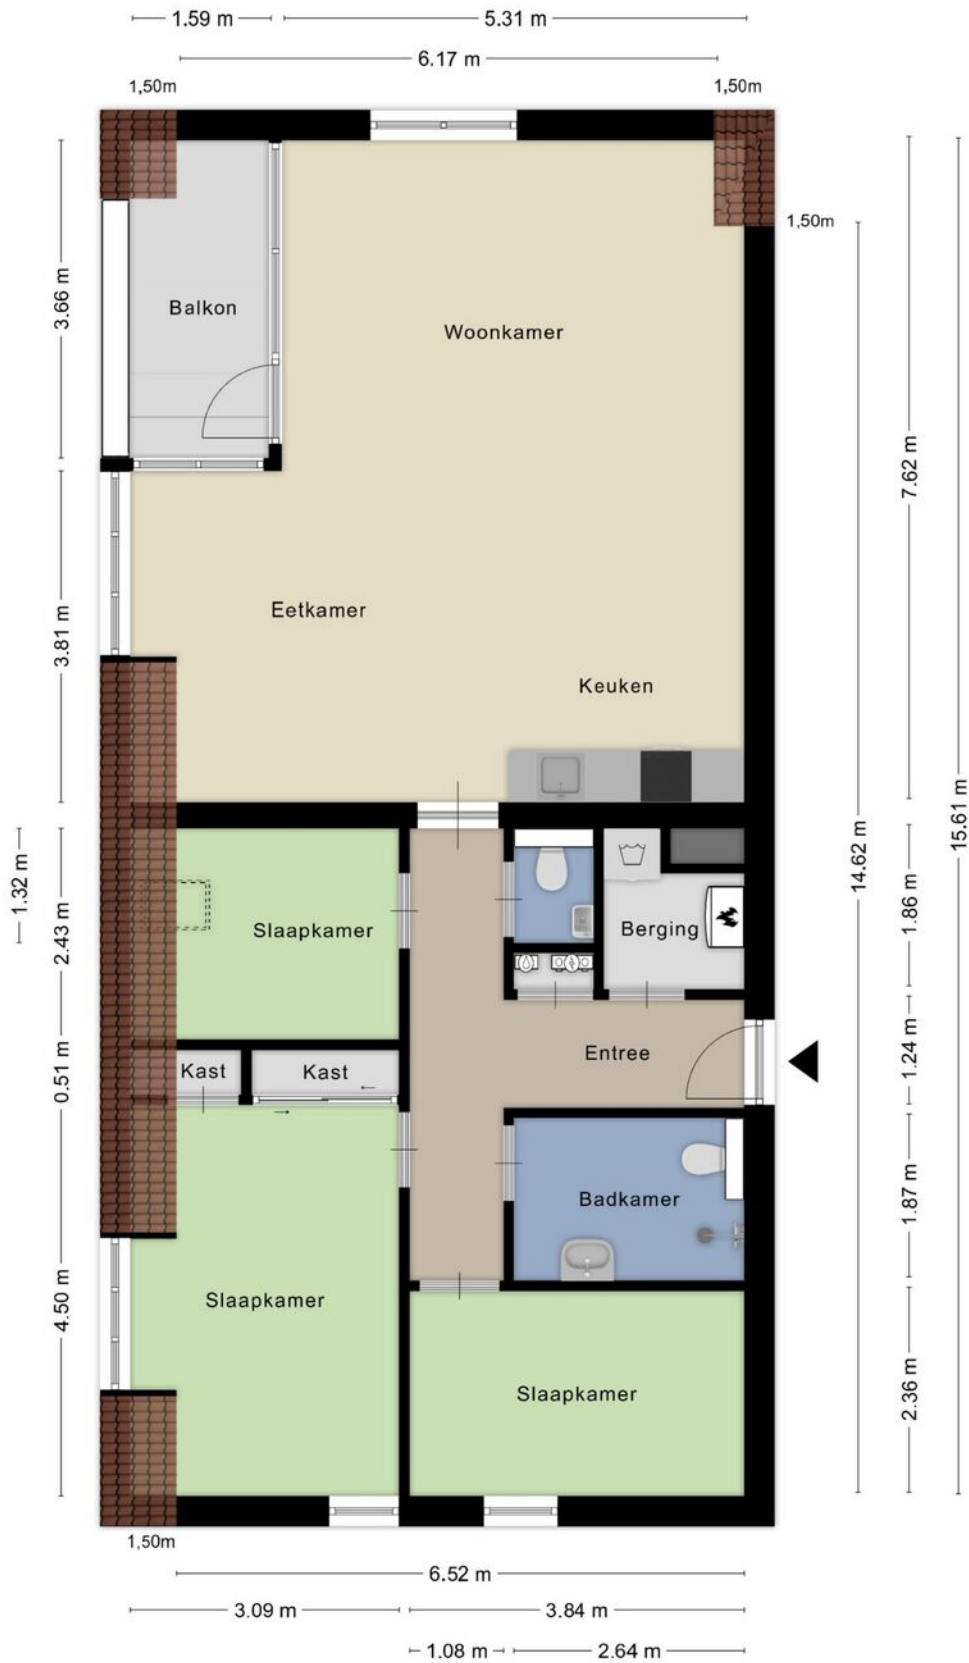 1.59 m
5.31 m
6.17 m
1,50m
1,50m
1,50m
3.66 m
Balkon
Woonkamer
7.62 m
Eetkamer
3.81 m
Keuken
15.61 m
14.62 m
1.32 m
2.43 m
Slaapkamer
Berging
1.86 m
0.51 m
Kast
Kast
Entree
1.24 m
Badkamer
1.87 m
4.50 m
Slaapkamer
Slaapkamer
2.36 m
1,50m
6.52 m
3.09 m
3.84 m
1.08 m
2.64 m